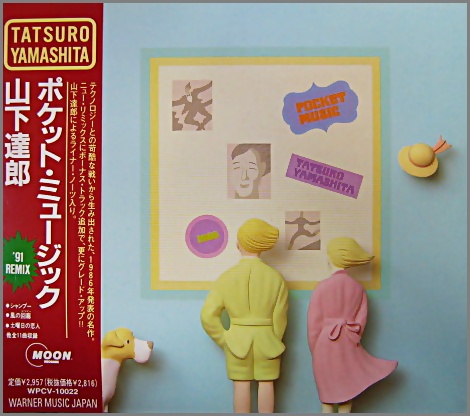 TATSURO
YAMASHITA
ポケット・ミュージック
山下達郎
テクノロジーとの苛酷な戦いから生み出された、1986年発表の名作。
ニュー・リミックスにボーナス・トラック追加で、更にグレード・アップ!!
山下達郎によるライナー・ノーツ入り。
'91
REMIX
●シャンプー
●風の回廊
●土曜日の恋人
他全11曲収録
MOON
定価¥2,957(税抜価格¥2,816)
WPCV-10022
WARNER MUSIC JAPAN
POCKET
MUSIC
TATSURO
YAMASHITA